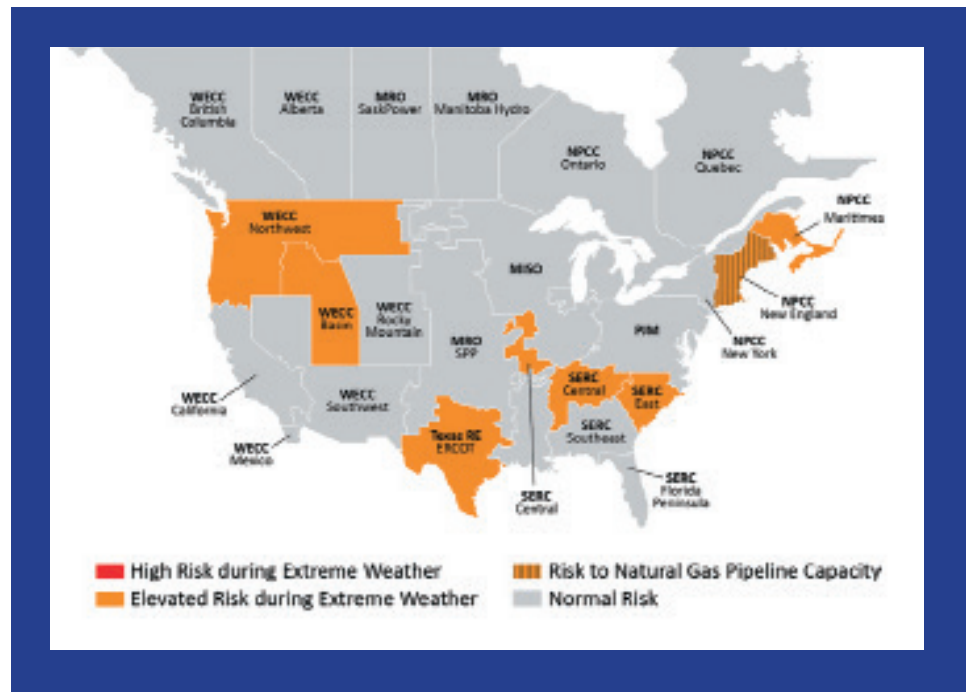 WECC
British
Columbia
WECC
Alberta
MRO
SaskPower
MRO
Manitoba Hydro
NPCC
Ontario
NPCC
Quebec
NPCC
Maritimes
WECC
Northwest
MISO
NPCC
New England
WECC
Basin
WECC
Rocky
Mountain
MRO
SPP
PJM
NPCC
New York
SERC
Central
SERC
East
WECC
California
WECC
Southwest
SERC
Southeast
Texas RE
ERCOT
WECC
Mexico
SERC
Central
SERC
Florida
Peninsula
High Risk during Extreme Weather
Elevated Risk during Extreme Weather
Risk to Natural Gas Pipeline Capacity
Normal Risk